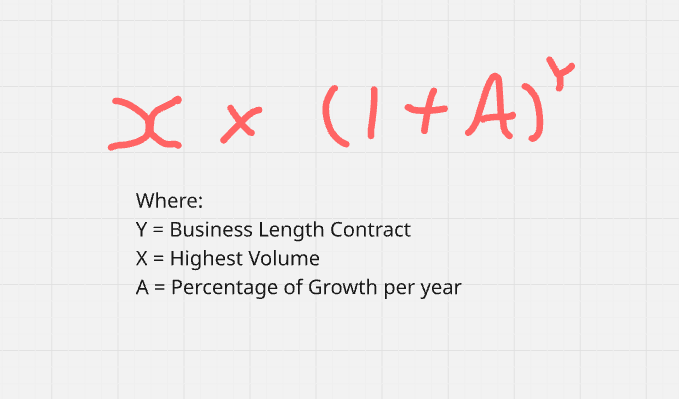 X × (1 + A)^Y
Where:
Y = Business Length Contract
X = Highest Volume
A = Percentage of Growth per year